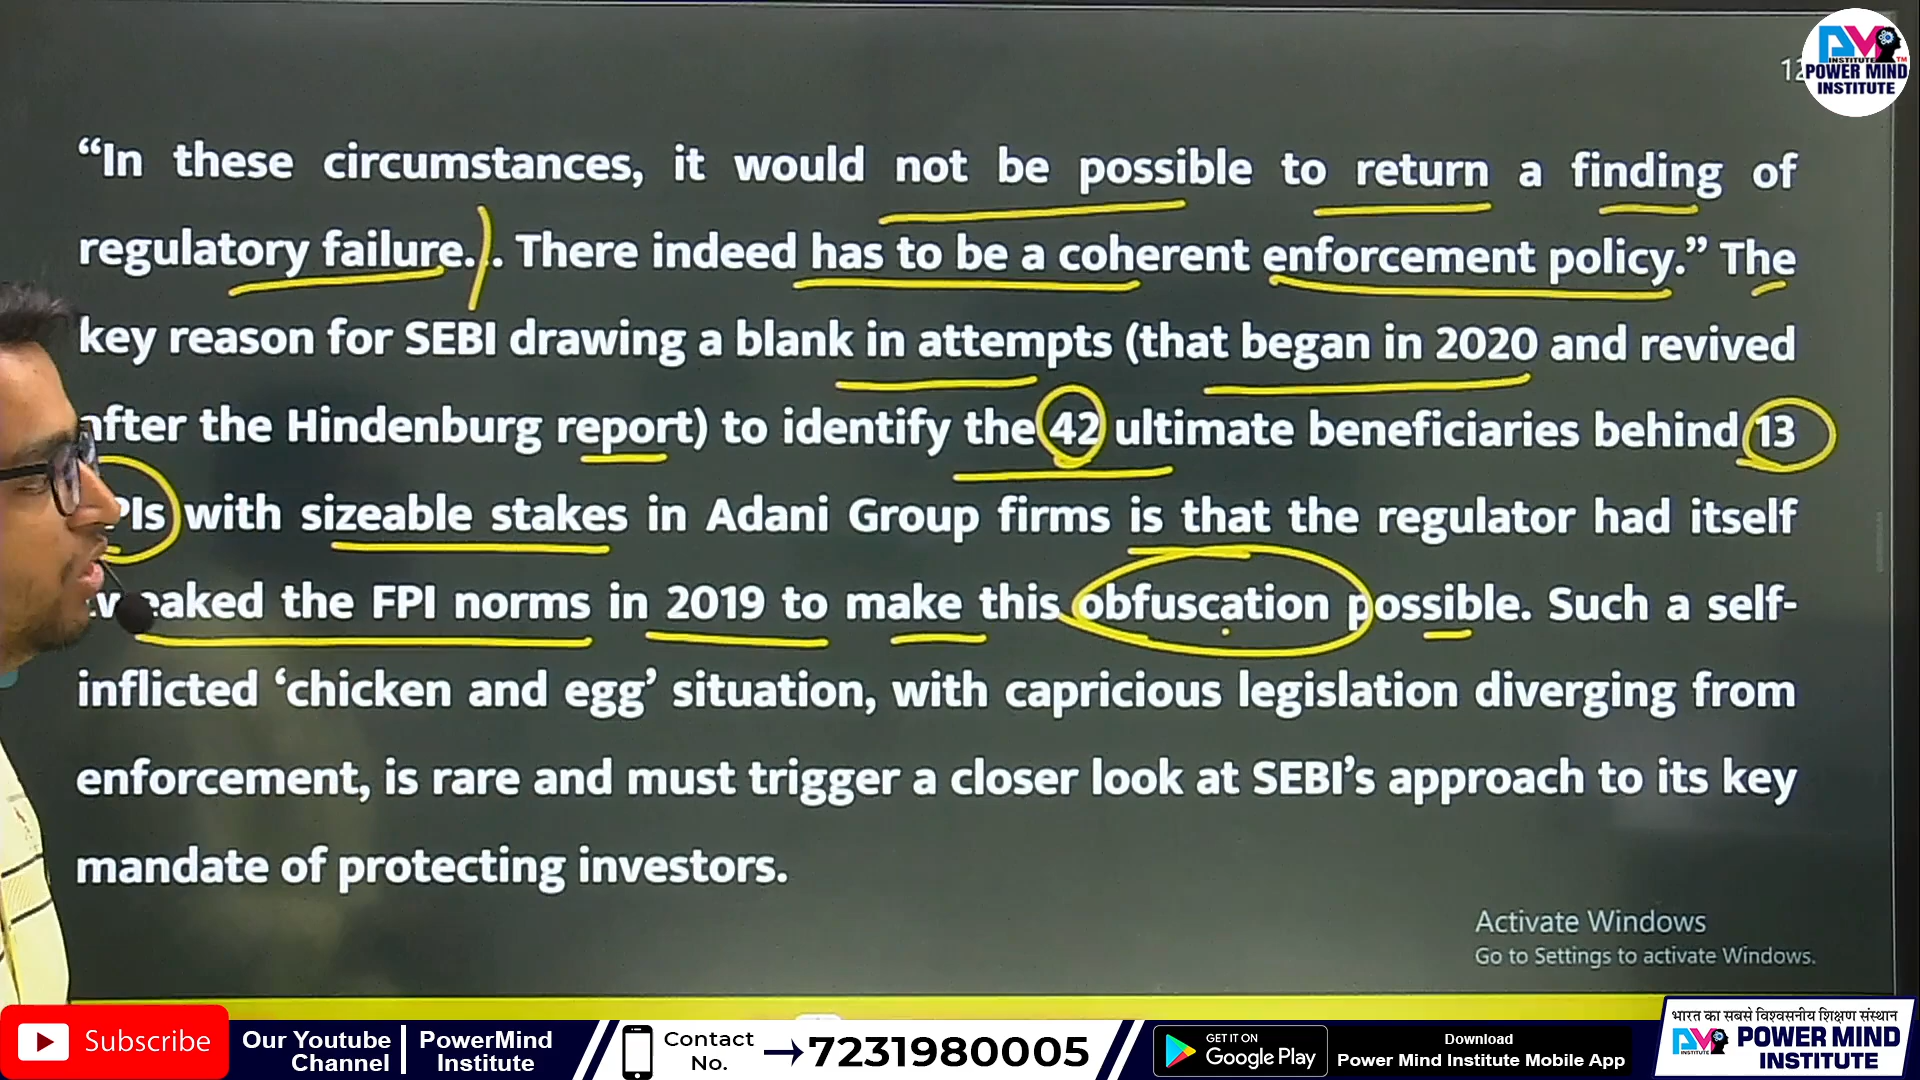 12
INSTITUTE
POWER MIND
INSTITUTE
“In these circumstances, it would not be possible to return a finding of
regulatory failure. . There indeed has to be a coherent enforcement policy.” The
key reason for SEBI drawing a blank in attempts (that began in 2020 and revived
after the Hindenburg report) to identify the 42 ultimate beneficiaries behind 13
PIs with sizeable stakes in Adani Group firms is that the regulator had itself
eaked the FPI norms in 2019 to make this obfuscation possible. Such a self-
inflicted ‘chicken and egg’ situation, with capricious legislation diverging from
enforcement, is rare and must trigger a closer look at SEBI’s approach to its key
mandate of protecting investors.
Activate Windows
Go to Settings to activate Windows.
Subscribe
Our Youtube Channel
PowerMind Institute
Contact No.
7231980005
GET IT ON
Google Play
Download
Power Mind Institute Mobile App
भारत का सबसे विश्वसनीय शिक्षण संस्थान
INSTITUTE
POWER MIND
INSTITUTE